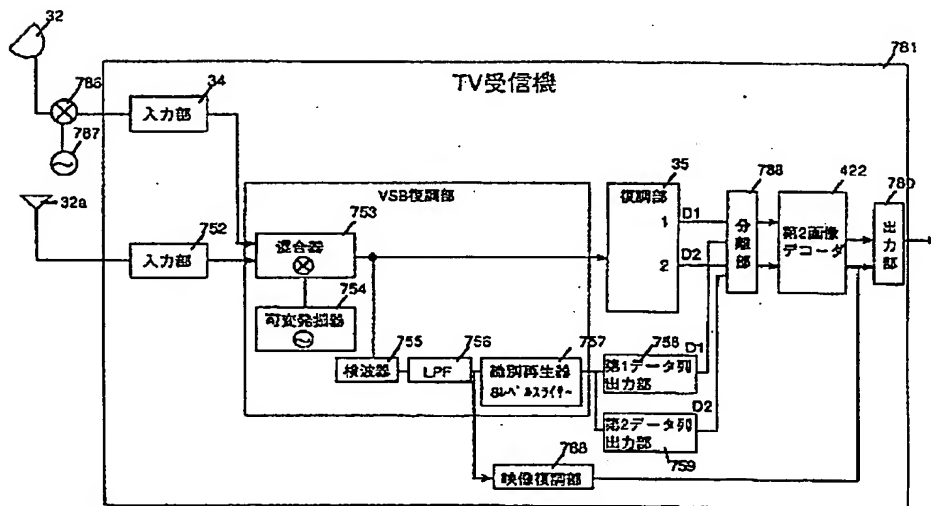 32
781
TV受信機
786
34
入力部
787
35
788
422
780
VSB復調部
復調部
32a
753
1
D1
分離部
第2画像
デコーダ
出力部
752
混合器
2
D2
入力部
754
可変発振器
755
756
757
758
D1
検波器
LPF
識別再生器
8レベルスライサー
第1データ列
出力部
D2
第2データ列
出力部
788
759
映像復調部